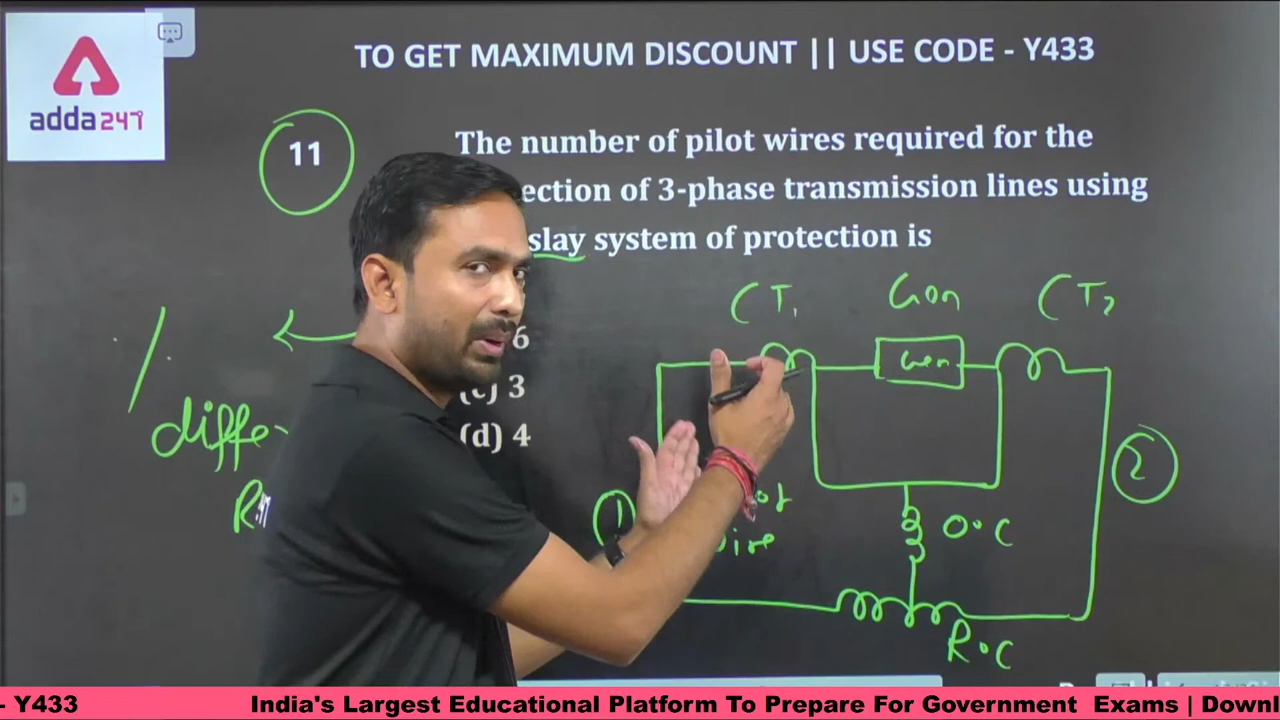 TO GET MAXIMUM DISCOUNT || USE CODE - Y433
adda247
11
The number of pilot wires required for the
ection of 3-phase transmission lines using
slay system of protection is
6
(c) 3
(d) 4
CT₁
Gen
CT₂
Gen
diffe
R
1
2
wire
O.C
R.C
- Y433 India's Largest Educational Platform To Prepare For Government Exams | Downl